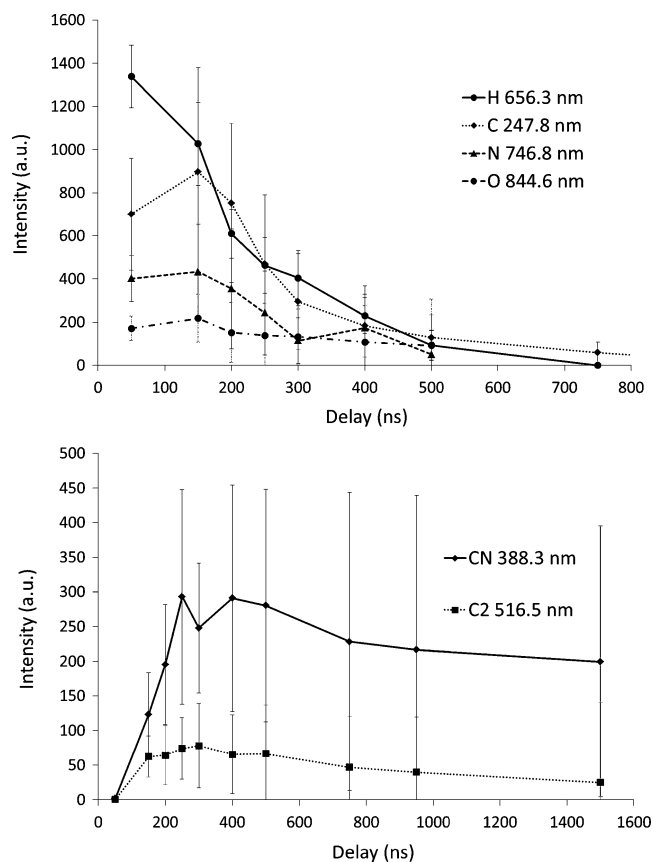 1600
1400
1200
1000
800
600
400
200
0
Intensity (a.u.)
H 656.3 nm
C 247.8 nm
N 746.8 nm
O 844.6 nm
0 100 200 300 400 500 600 700 800
Delay (ns)
500
450
400
350
300
250
200
150
100
50
0
Intensity (a.u.)
CN 388.3 nm
C2 516.5 nm
0 200 400 600 800 1000 1200 1400 1600
Delay (ns)